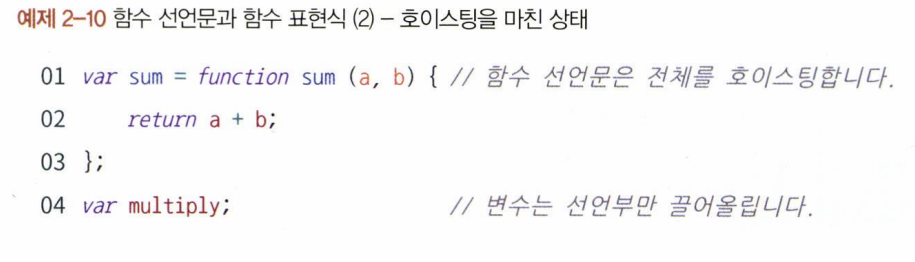 예제 2-10 함수 선언문과 함수 표현식 (2) – 호이스팅을 마친 상태
01 var sum = function sum (a, b) { // 함수 선언문은 전체를 호이스팅합니다.
02 return a + b;
03 };
04 var multiply; // 변수는 선언부만 끌어올립니다.